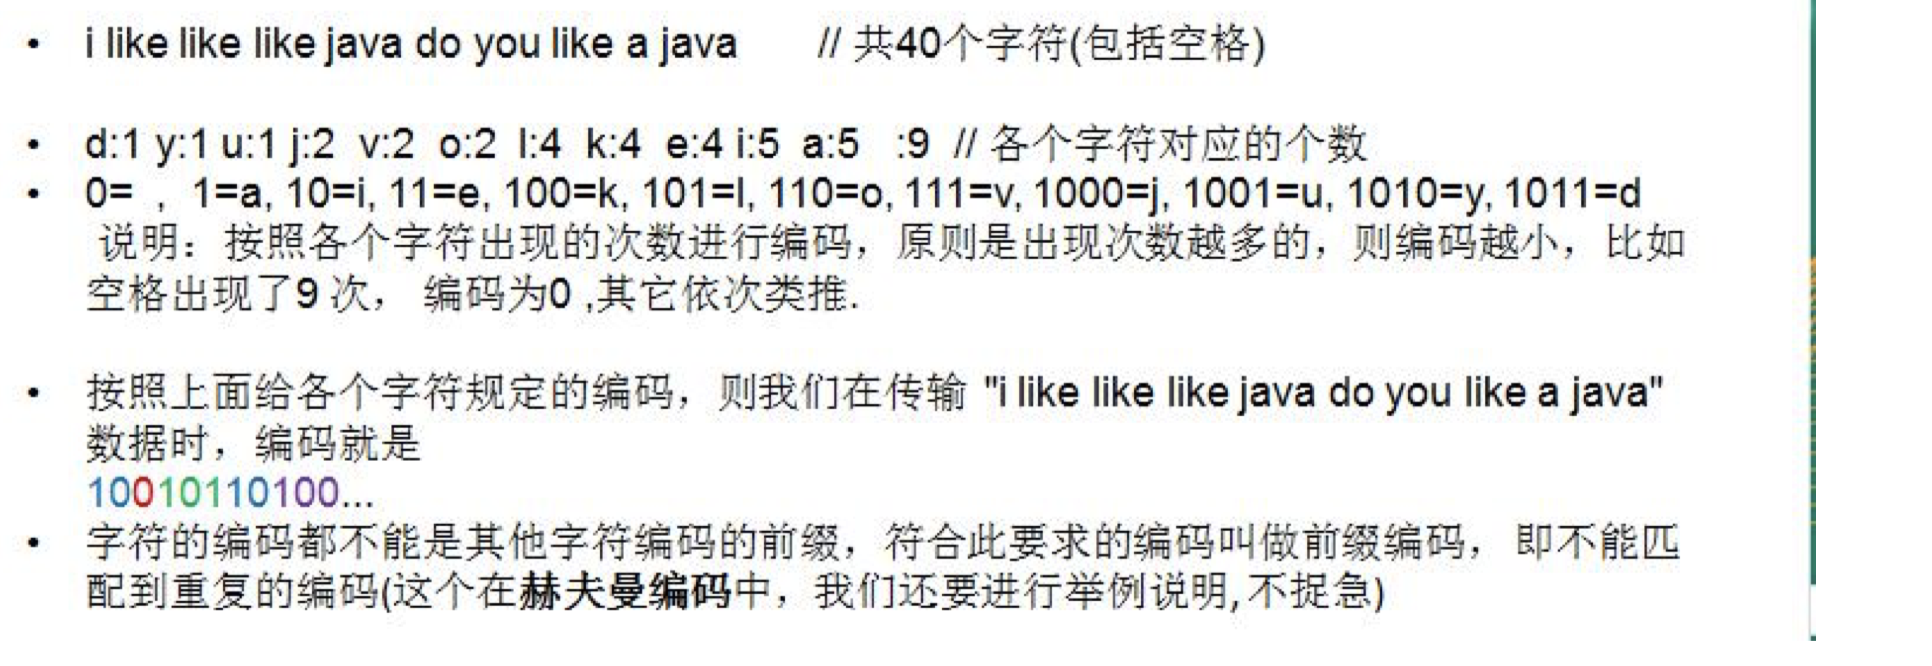 • i like like like java do you like a java // 共40个字符(包括空格)
• d:1 y:1 u:1 j:2 v:2 o:2 l:4 k:4 e:4 i:5 a:5 :9 // 各个字符对应的个数
• 0= , 1=a, 10=i, 11=e, 100=k, 101=l, 110=o, 111=v, 1000=j, 1001=u, 1010=y, 1011=d
说明：按照各个字符出现的次数进行编码，原则是出现次数越多的，则编码越小，比如
空格出现了9 次， 编码为0 ,其它依次类推.
• 按照上面给各个字符规定的编码，则我们在传输 "i like like like java do you like a java"
数据时，编码就是
10010110100...
• 字符的编码都不能是其他字符编码的前缀，符合此要求的编码叫做前缀编码， 即不能匹
配到重复的编码(这个在赫夫曼编码中，我们还要进行举例说明,不捉急)